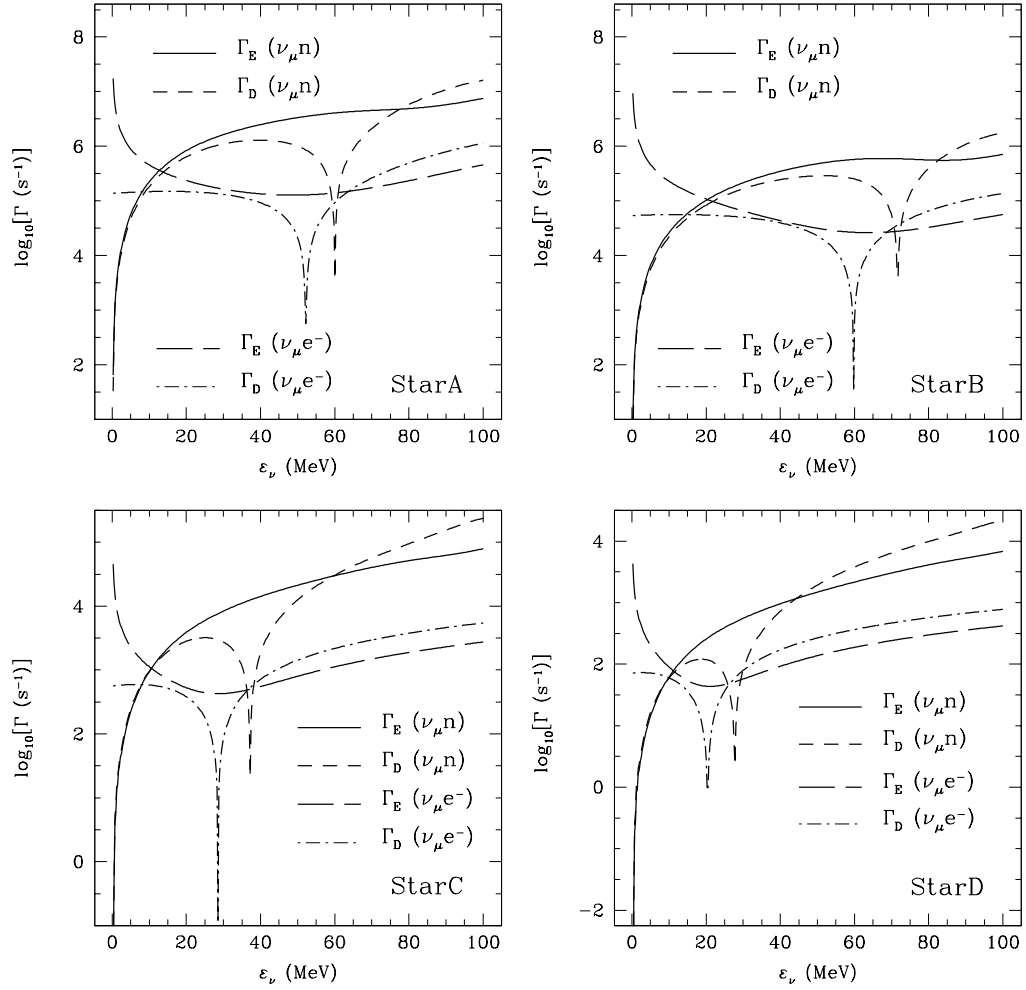 8
6
4
2
log₁₀[Γ (s⁻¹)]
Γ_E (ν_μn)
Γ_D (ν_μn)
Γ_E (ν_μe⁻)
Γ_D (ν_μe⁻)
StarA
0 20 40 60 80 100
ε_ν (MeV)
8
6
4
2
log₁₀[Γ (s⁻¹)]
Γ_E (ν_μn)
Γ_D (ν_μn)
Γ_E (ν_μe⁻)
Γ_D (ν_μe⁻)
StarB
0 20 40 60 80 100
ε_ν (MeV)
4
2
0
log₁₀[Γ (s⁻¹)]
Γ_E (ν_μn)
Γ_D (ν_μn)
Γ_E (ν_μe⁻)
Γ_D (ν_μe⁻)
StarC
0 20 40 60 80 100
ε_ν (MeV)
4
2
0
−2
log₁₀[Γ (s⁻¹)]
Γ_E (ν_μn)
Γ_D (ν_μn)
Γ_E (ν_μe⁻)
Γ_D (ν_μe⁻)
StarD
0 20 40 60 80 100
ε_ν (MeV)